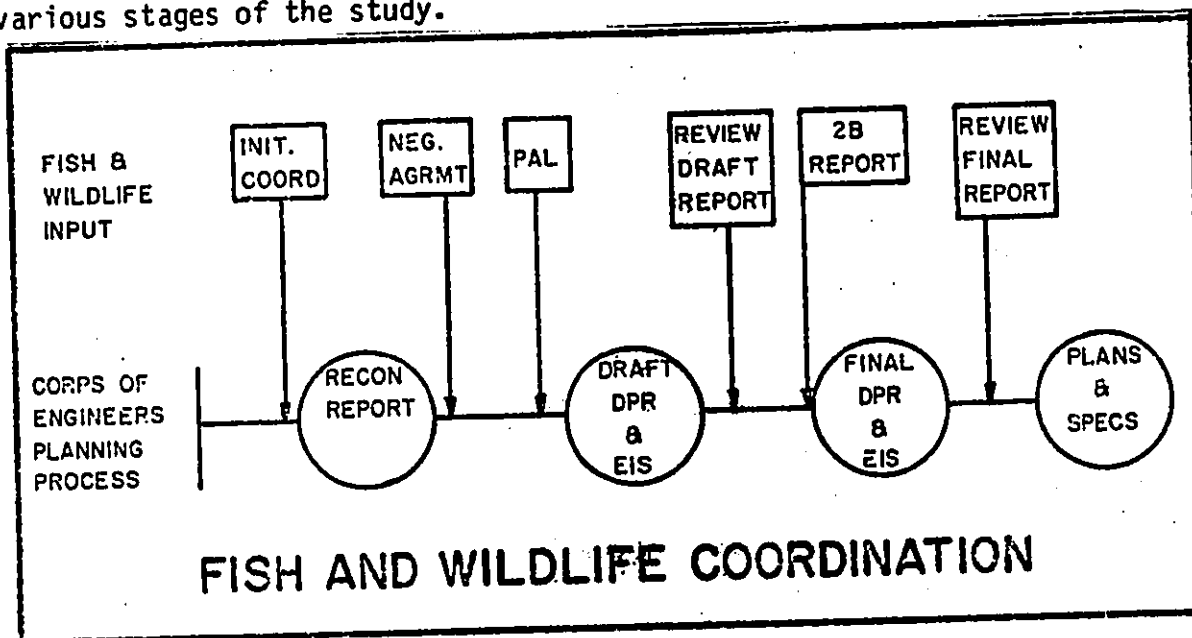 various stages of the study.
FISH &
WILDLIFE
INPUT
INIT.
COORD
NEG.
AGRMT
PAL
REVIEW
DRAFT
REPORT
2B
REPORT
REVIEW
FINAL
REPORT
CORPS OF
ENGINEERS
PLANNING
PROCESS
RECON
REPORT
DRAFT
DPR
&
EIS
FINAL
DPR
&
EIS
PLANS
&
SPECS
FISH AND WILDLIFE COORDINATION